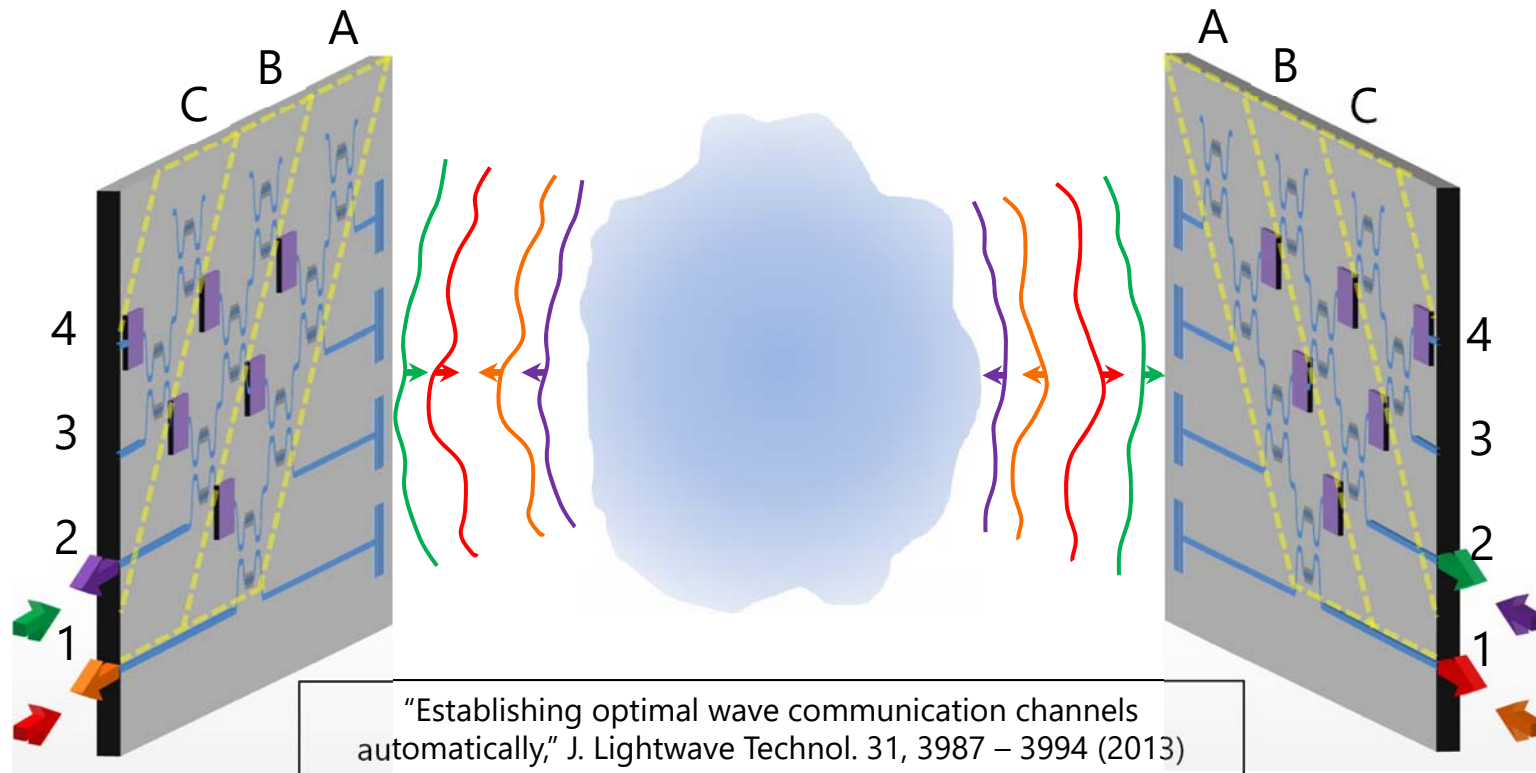 A
B
C
4
3
2
1
A
B
C
4
3
2
1
“Establishing optimal wave communication channels
automatically,” J. Lightwave Technol. 31, 3987 – 3994 (2013)